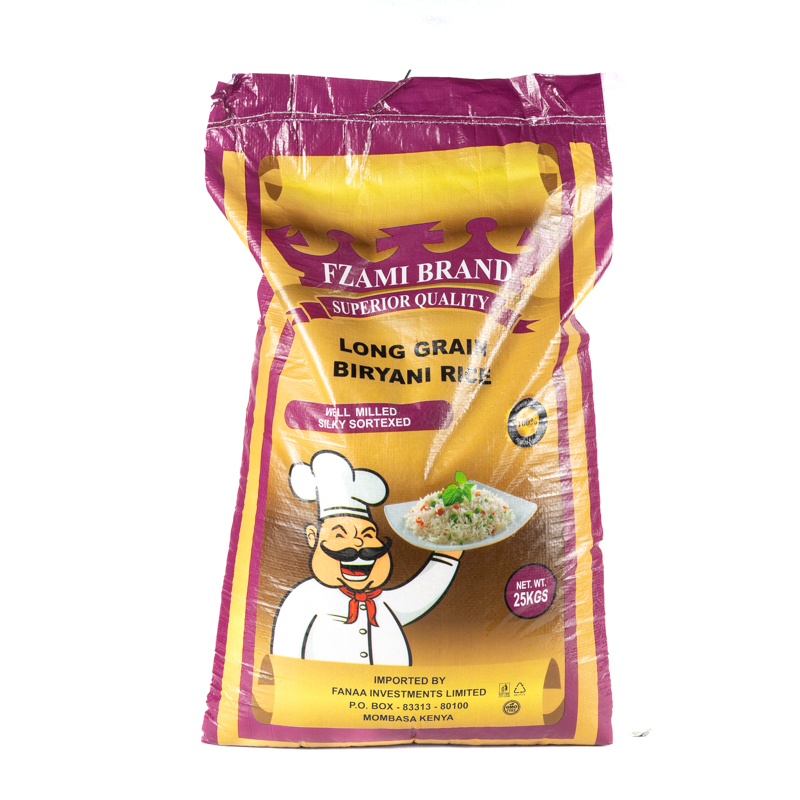 FZAMI BRAND
SUPERIOR QUALITY
LONG GRAIN
BIRYANI RICE
WELL MILLED
SILKY SORTEXED
100%
NET. WT.
25KGS
IMPORTED BY
FANAA INVESTMENTS LIMITED
P.O. BOX - 83313 - 80100
MOMBASA KENYA